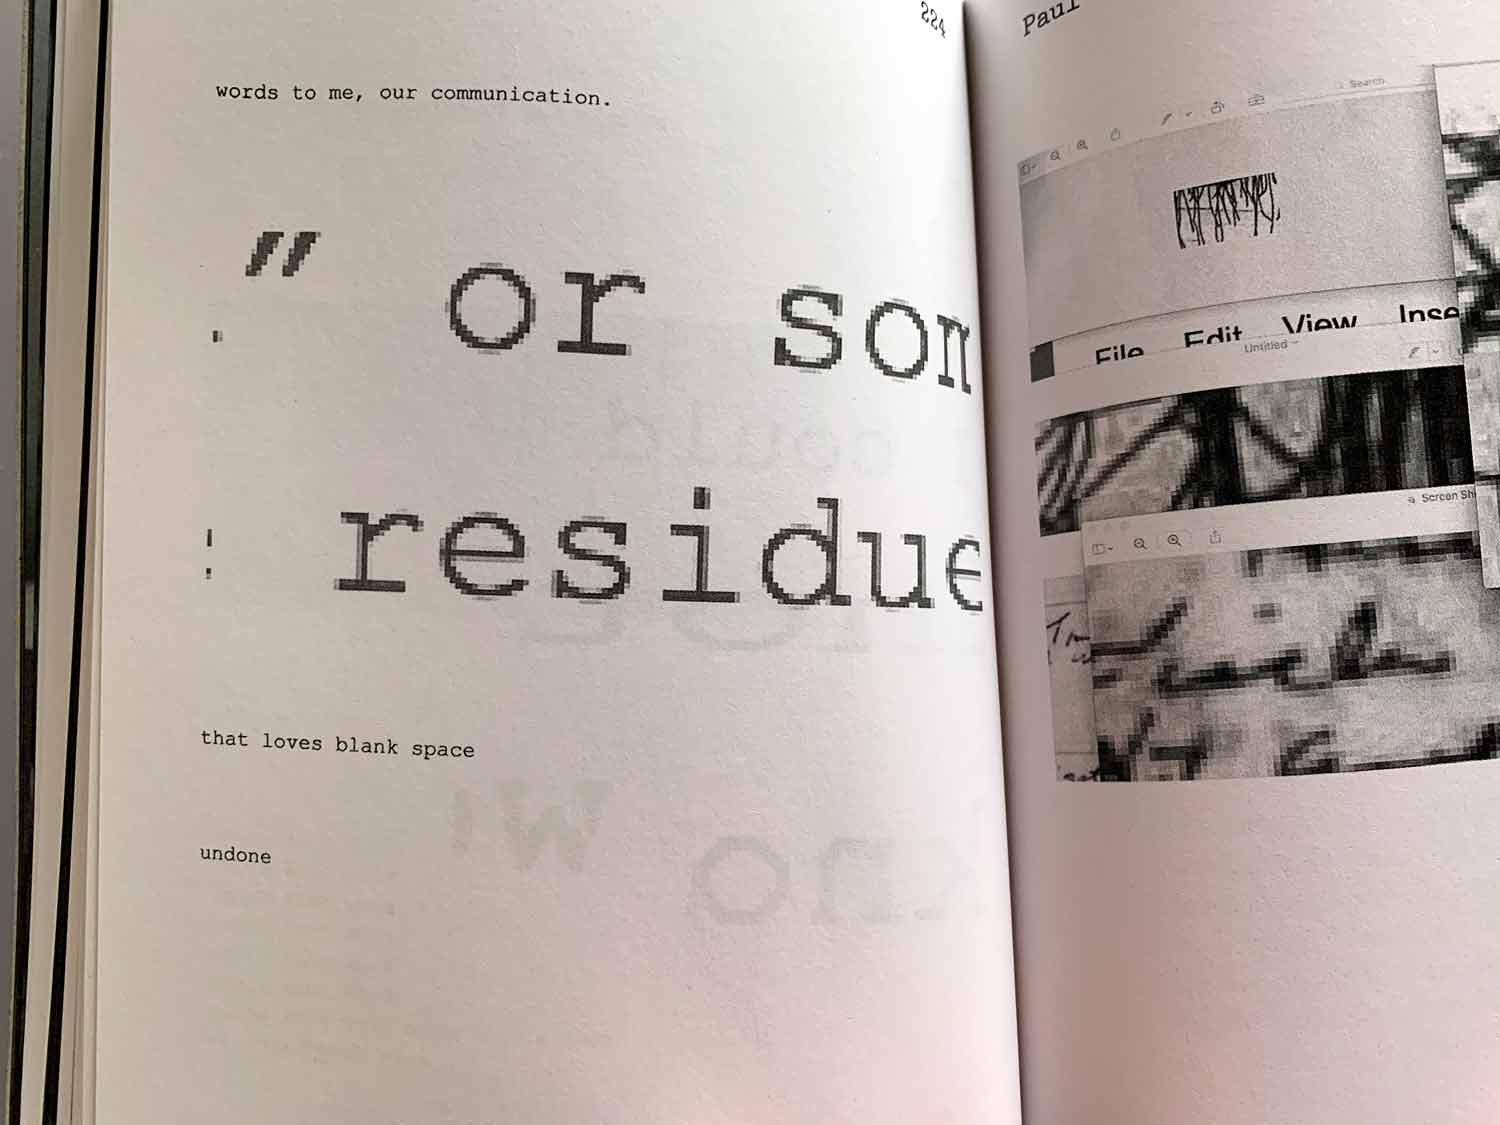 224
words to me, our communication.
" or som
residue
that loves blank space
undone
Paul
Search
File Edit View Inse
Untitled
Screen Sh